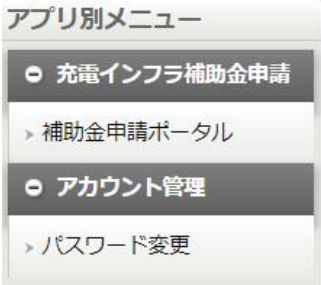 アプリ別メニュー
充電インフラ補助金申請
補助金申請ポータル
アカウント管理
パスワード変更